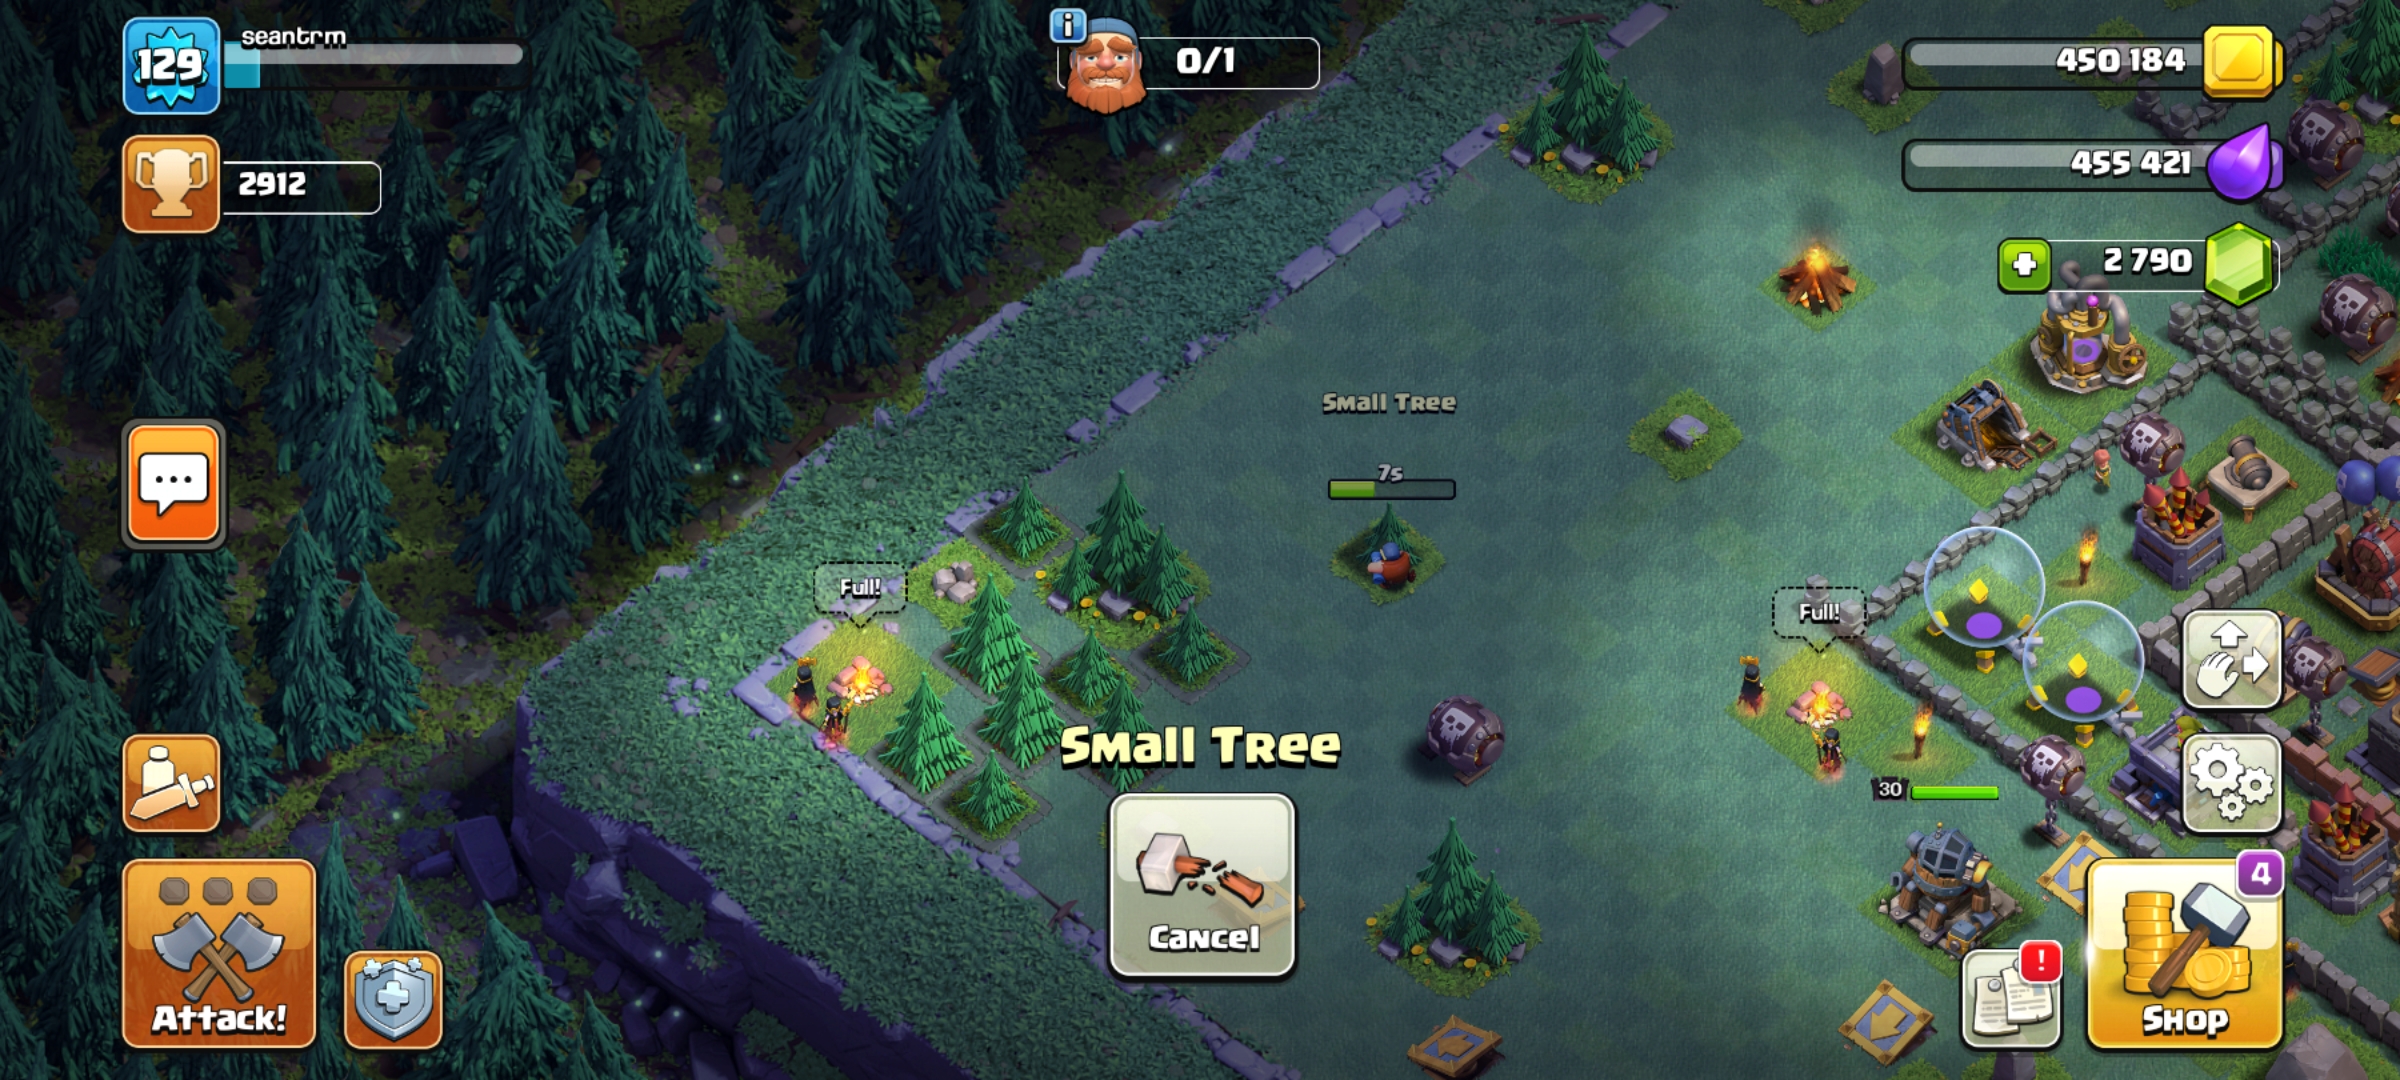 129
seantrm
i
0/1
450 184
2912
455 421
2 790
Small Tree
7s
Full!
Full!
Small Tree
30
Cancel
4
!
Attack!
Shop